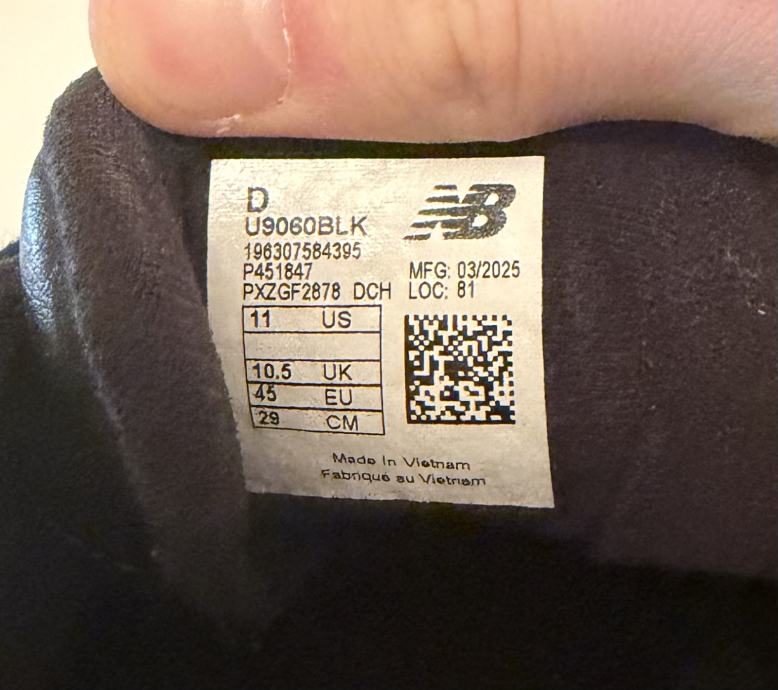 D
U9060BLK
196307584395
P451847 MFG: 03/2025
PXZGF2878 DCH LOC: 81
11 US
10.5 UK
45 EU
29 CM
Made In Vietnam
Fabriqué au Vietnam
NB